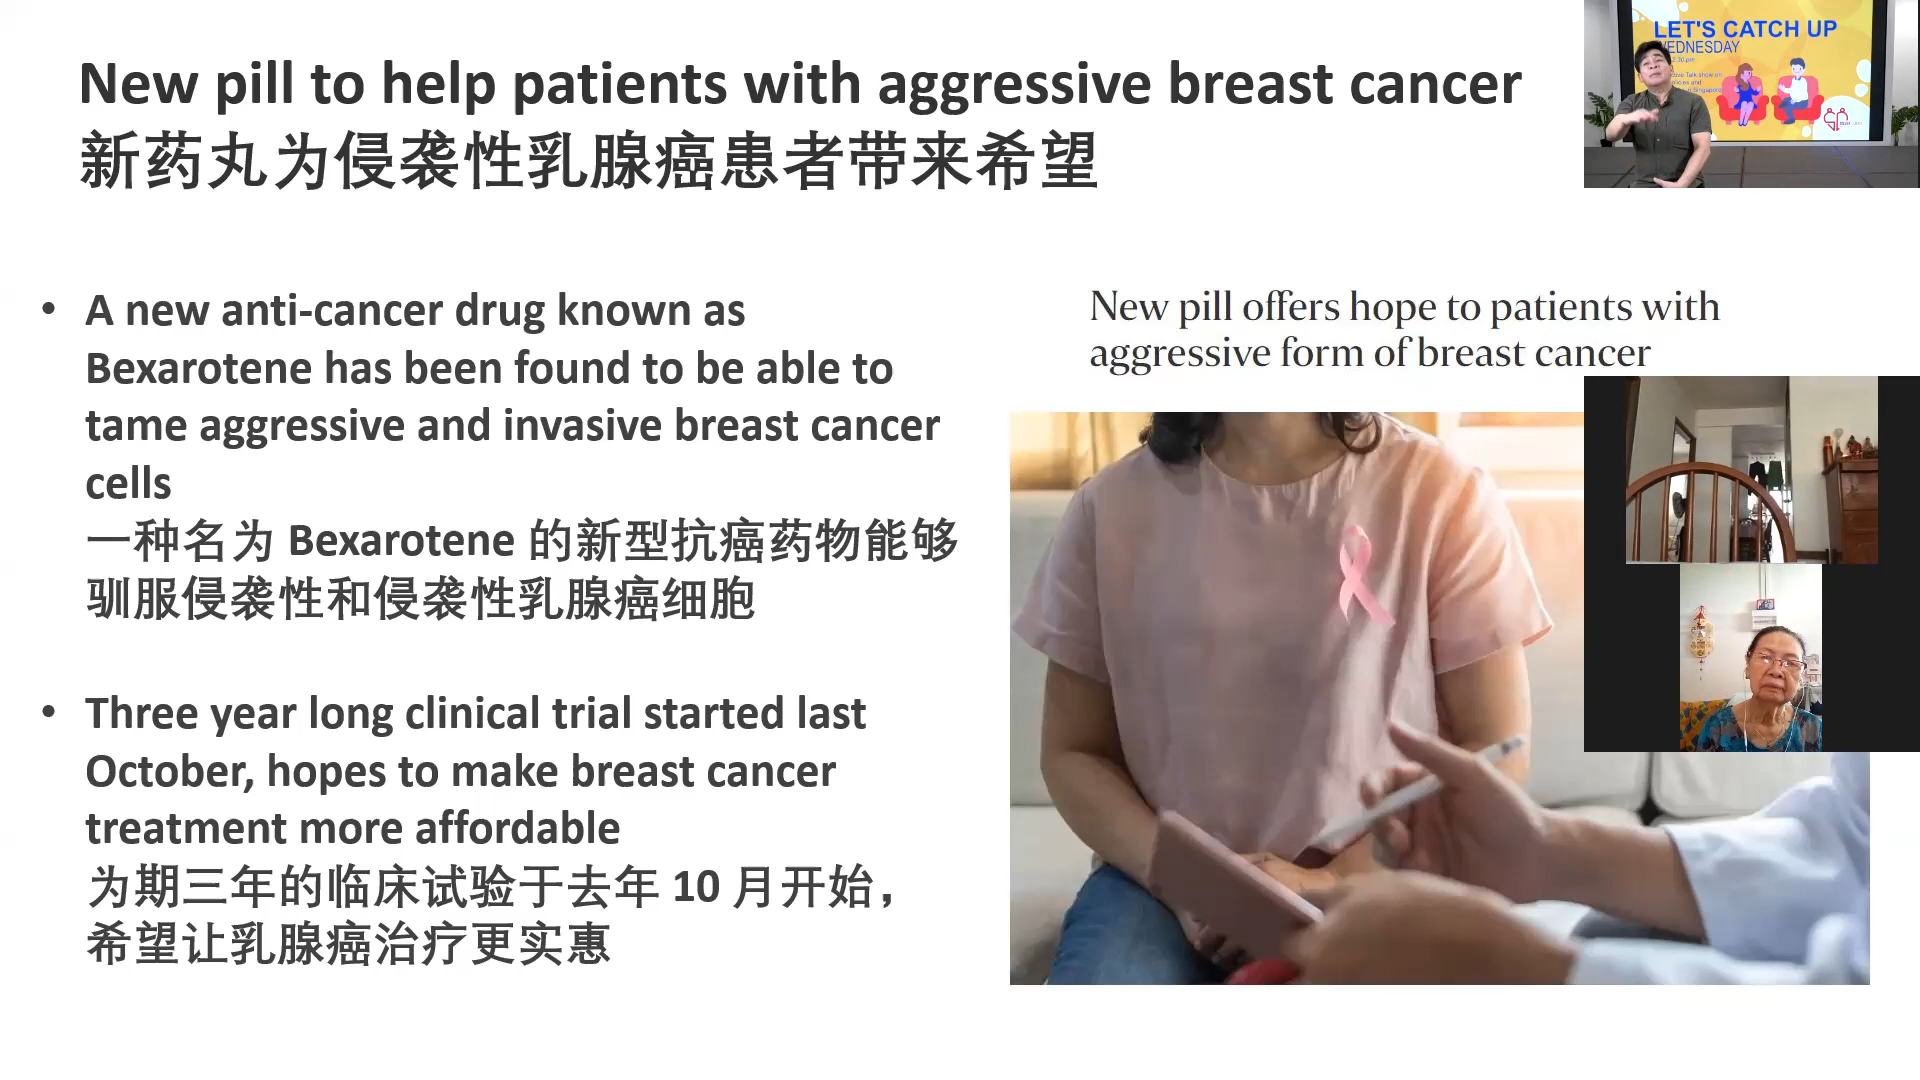 New pill to help patients with aggressive breast cancer
新药丸为侵袭性乳腺癌患者带来希望
• A new anti-cancer drug known as
Bexarotene has been found to be able to
tame aggressive and invasive breast cancer
cells
一种名为 Bexarotene 的新型抗癌药物能够
驯服侵袭性和侵袭性乳腺癌细胞
• Three year long clinical trial started last
October, hopes to make breast cancer
treatment more affordable
为期三年的临床试验于去年 10 月开始，
希望让乳腺癌治疗更实惠
New pill offers hope to patients with
aggressive form of breast cancer
LET'S CATCH UP
Talk show on
Singapore